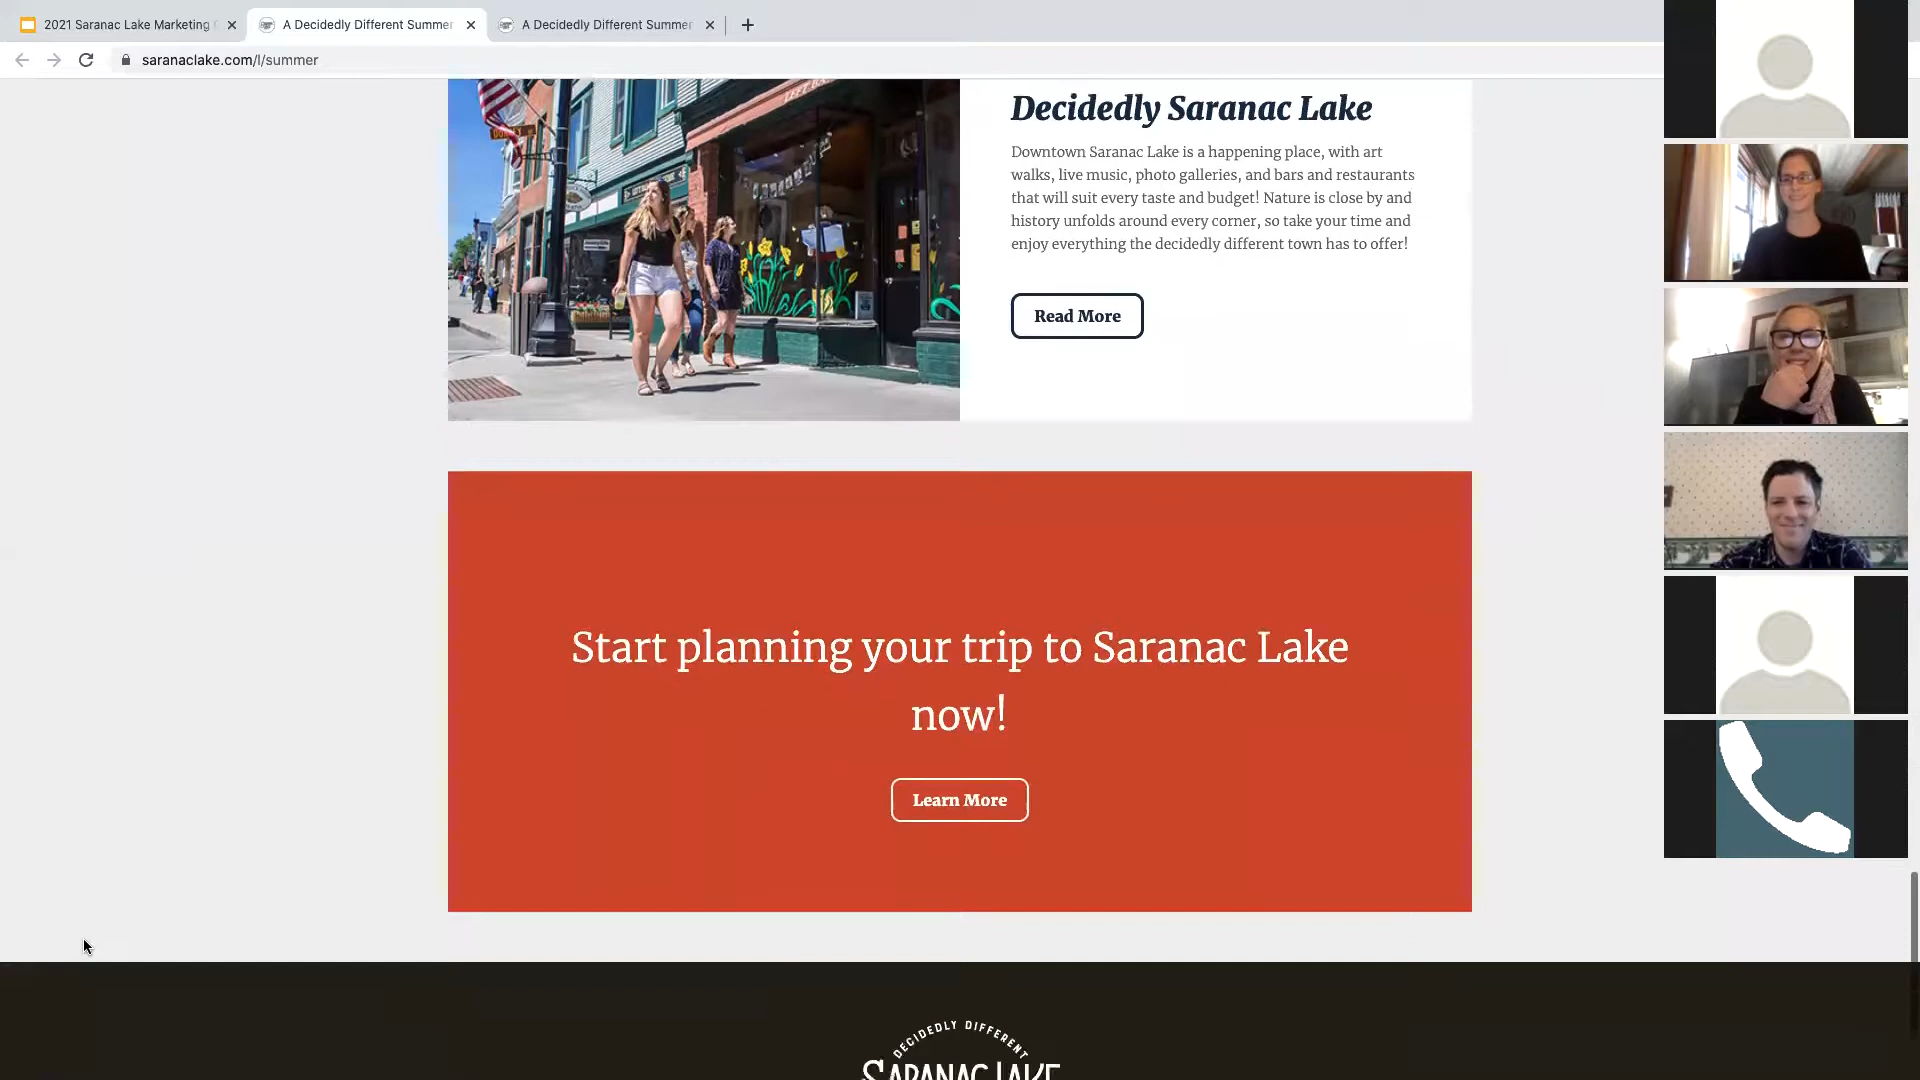 2021 Saranac Lake Marketing
A Decidedly Different Summer
A Decidedly Different Summer
saranaclake.com/l/summer
Decidedly Saranac Lake
Downtown Saranac Lake is a happening place, with art
walks, live music, photo galleries, and bars and restaurants
that will suit every taste and budget! Nature is close by and
history unfolds around every corner, so take your time and
enjoy everything the decidedly different town has to offer!
Read More
Start planning your trip to Saranac Lake
now!
Learn More
DECIDEDLY DIFFERENT
SARANAC LAKE